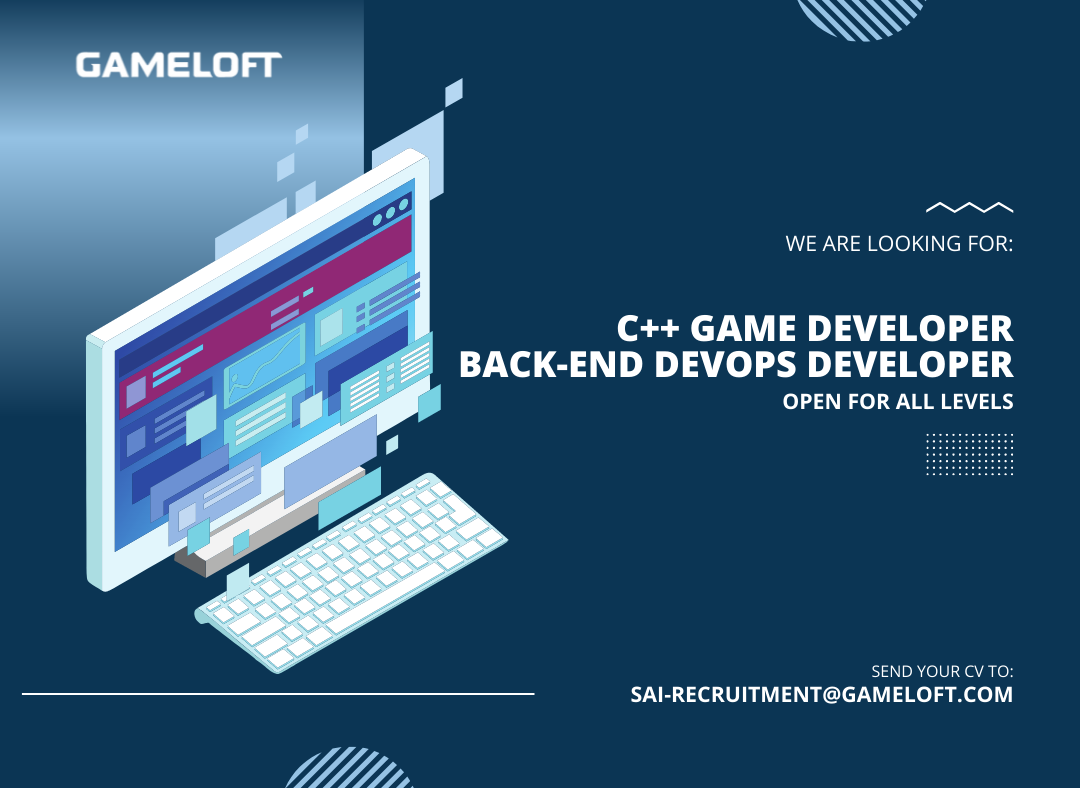 GAMELOFT
WE ARE LOOKING FOR:
C++ GAME DEVELOPER
BACK-END DEVOPS DEVELOPER
OPEN FOR ALL LEVELS
SEND YOUR CV TO:
SAI-RECRUITMENT@GAMELOFT.COM